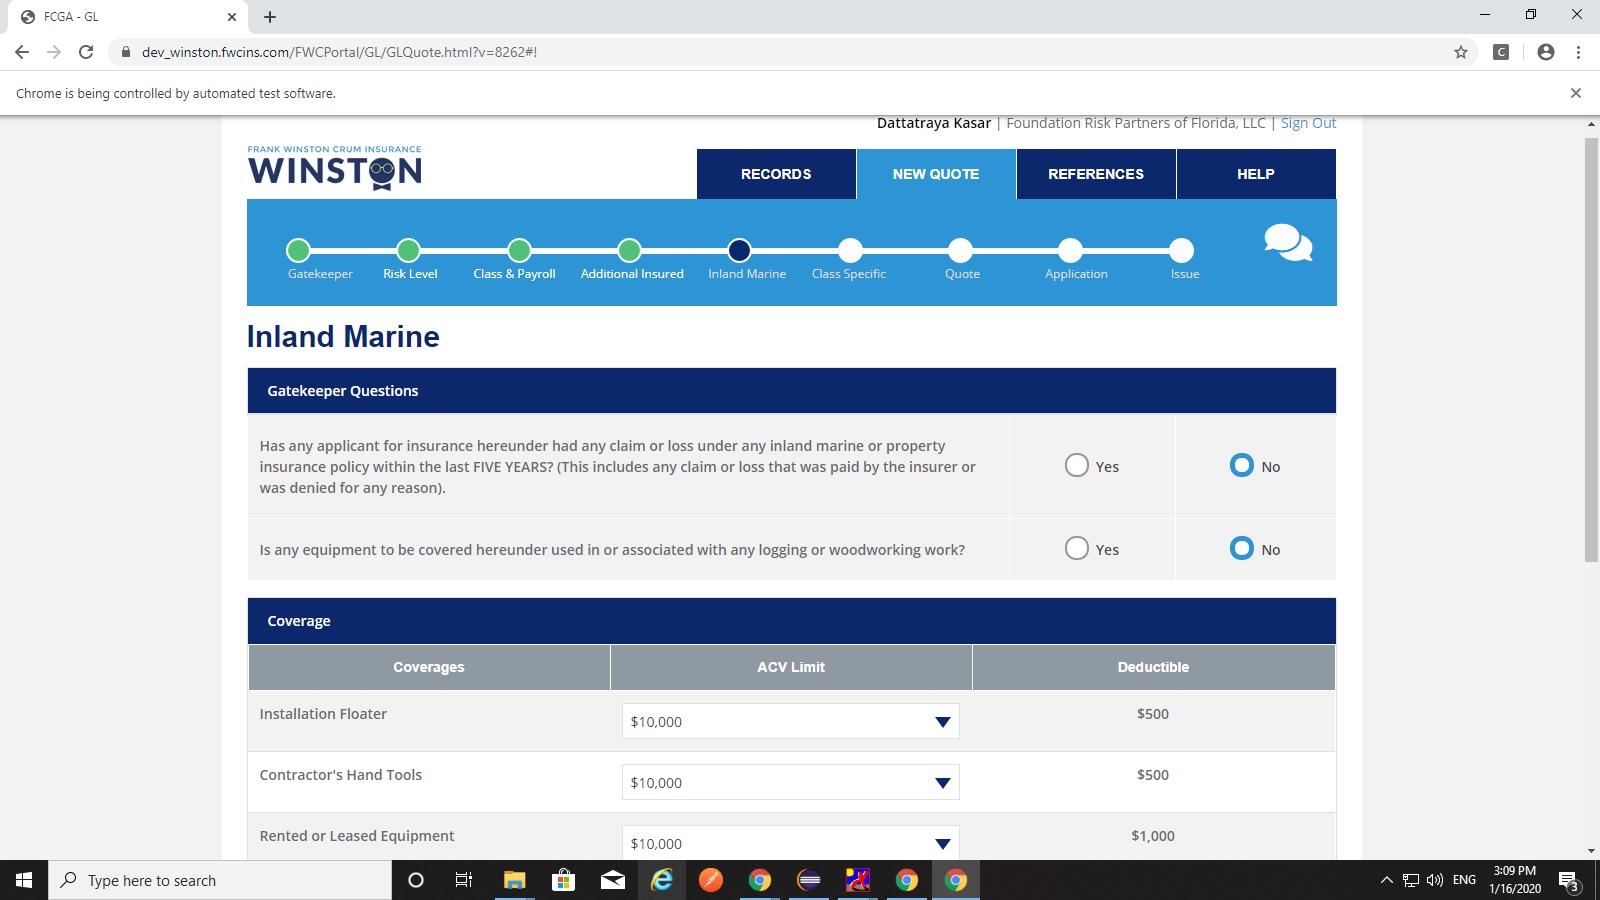 FCGA - GL
dev_winston.fwcins.com/FWCPortal/GL/GLQuote.html?v=8262#!
C
Chrome is being controlled by automated test software.
Dattatraya Kasar | Foundation Risk Partners of Florida, LLC | Sign Out
FRANK WINSTON CRUM INSURANCE
WINSTON
RECORDS NEW QUOTE REFERENCES HELP
Gatekeeper Risk Level Class & Payroll Additional Insured Inland Marine Class Specific Quote Application Issue
Inland Marine
Gatekeeper Questions
Has any applicant for insurance hereunder had any claim or loss under any inland marine or property
insurance policy within the last FIVE YEARS? (This includes any claim or loss that was paid by the insurer or
was denied for any reason).
Yes No
Is any equipment to be covered hereunder used in or associated with any logging or woodworking work?
Yes No
Coverage
Coverages ACV Limit Deductible
Installation Floater $10,000 $500
Contractor's Hand Tools $10,000 $500
Rented or Leased Equipment $10,000 $1,000
Type here to search
ENG
3:09 PM
1/16/2020
3